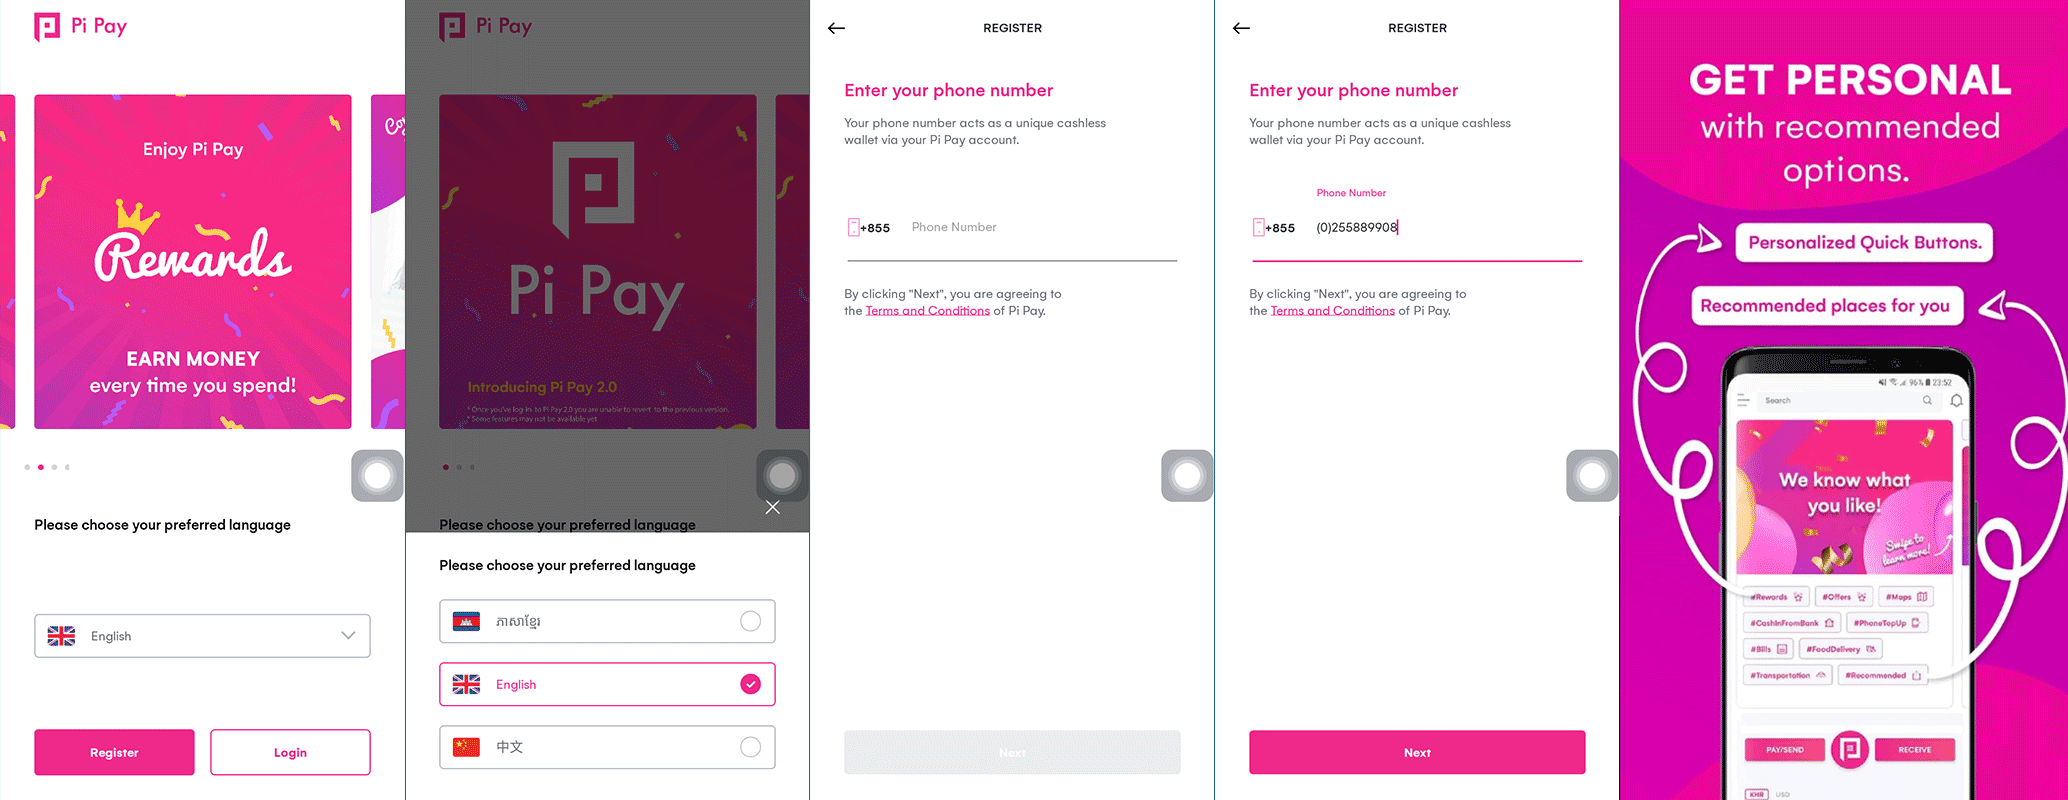 Pi Pay
Enjoy Pi Pay
Rewards
EARN MONEY
every time you spend!
Please choose your preferred language
English
Register
Login
Pi Pay
Pi Pay
Introducing Pi Pay 2.0
* Once you've log in to Pi Pay 2.0 you are unable to revert to the previous version.
* Some features may not be available yet
Please choose your preferred language
Please choose your preferred language
ភាសាខ្មែរ
English
中文
REGISTER
Enter your phone number
Your phone number acts as a unique cashless
wallet via your Pi Pay account.
+855 Phone Number
By clicking "Next", you are agreeing to
the Terms and Conditions of Pi Pay.
Next
REGISTER
Enter your phone number
Your phone number acts as a unique cashless
wallet via your Pi Pay account.
Phone Number
+855 (0)255889908
By clicking "Next", you are agreeing to
the Terms and Conditions of Pi Pay.
Next
GET PERSONAL
with recommended
options.
Personalized Quick Buttons.
Recommended places for you
96% 23:52
Search
We know what
you like!
Swipe to
learn more!
#Rewards #Offers #Maps
#CashInFromBank #PhoneTopUp
#Bills #FoodDelivery
#Transportation #Recommended
PAY/SEND RECEIVE
KHR USD